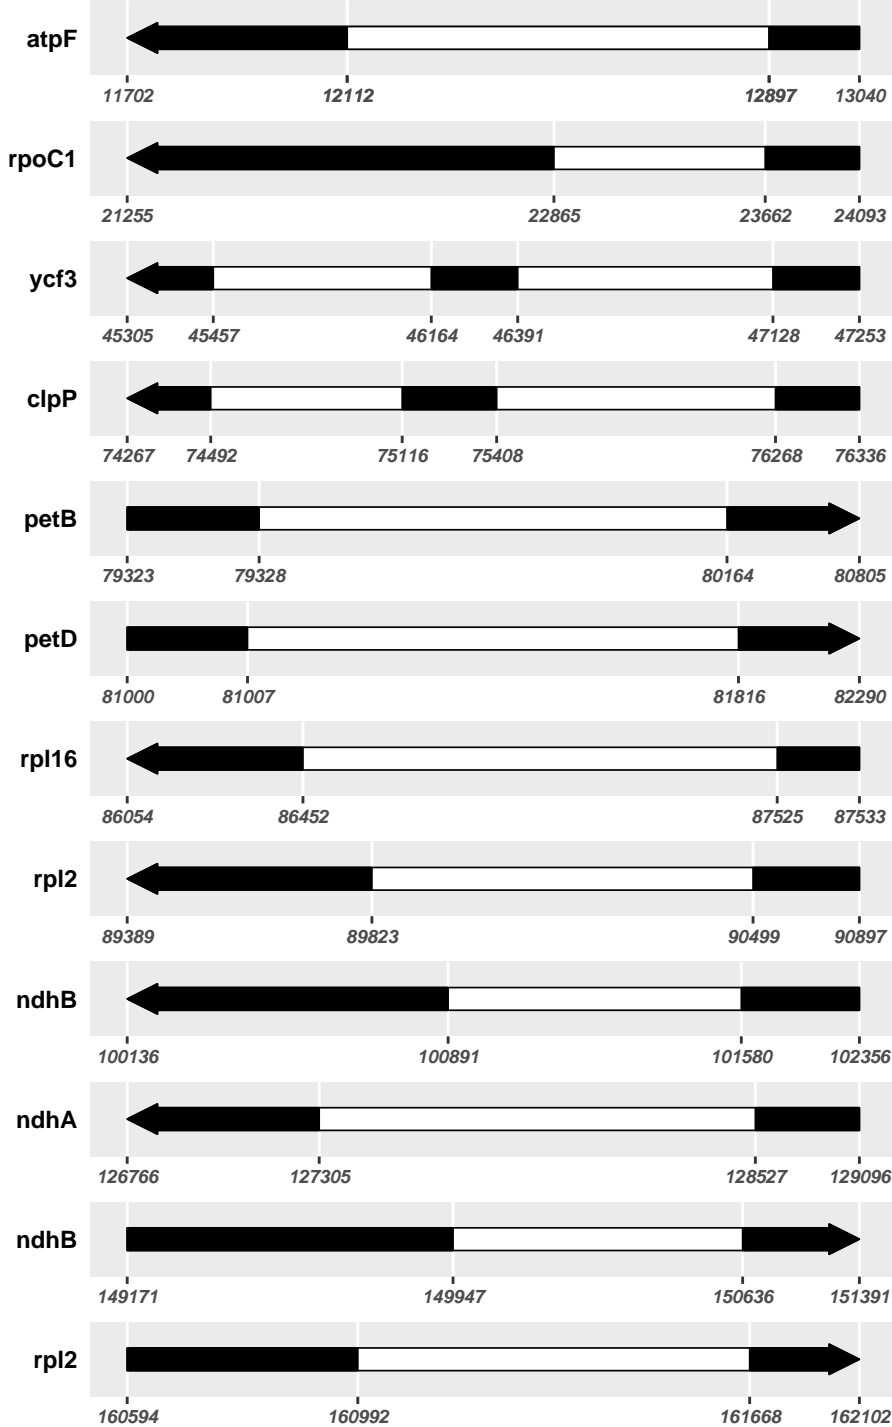 atpF
11702 12112 12897 13040
rpoC1
21255 22865 23662 24093
ycf3
45305 45457 46164 46391 47128 47253
clpP
74267 74492 75116 75408 76268 76336
petB
79323 79328 80164 80805
petD
81000 81007 81816 82290
rpl16
86054 86452 87525 87533
rpl2
89389 89823 90499 90897
ndhB
100136 100891 101580 102356
ndhA
126766 127305 128527 129096
ndhB
149171 149947 150636 151391
rpl2
160594 160992 161668 162102